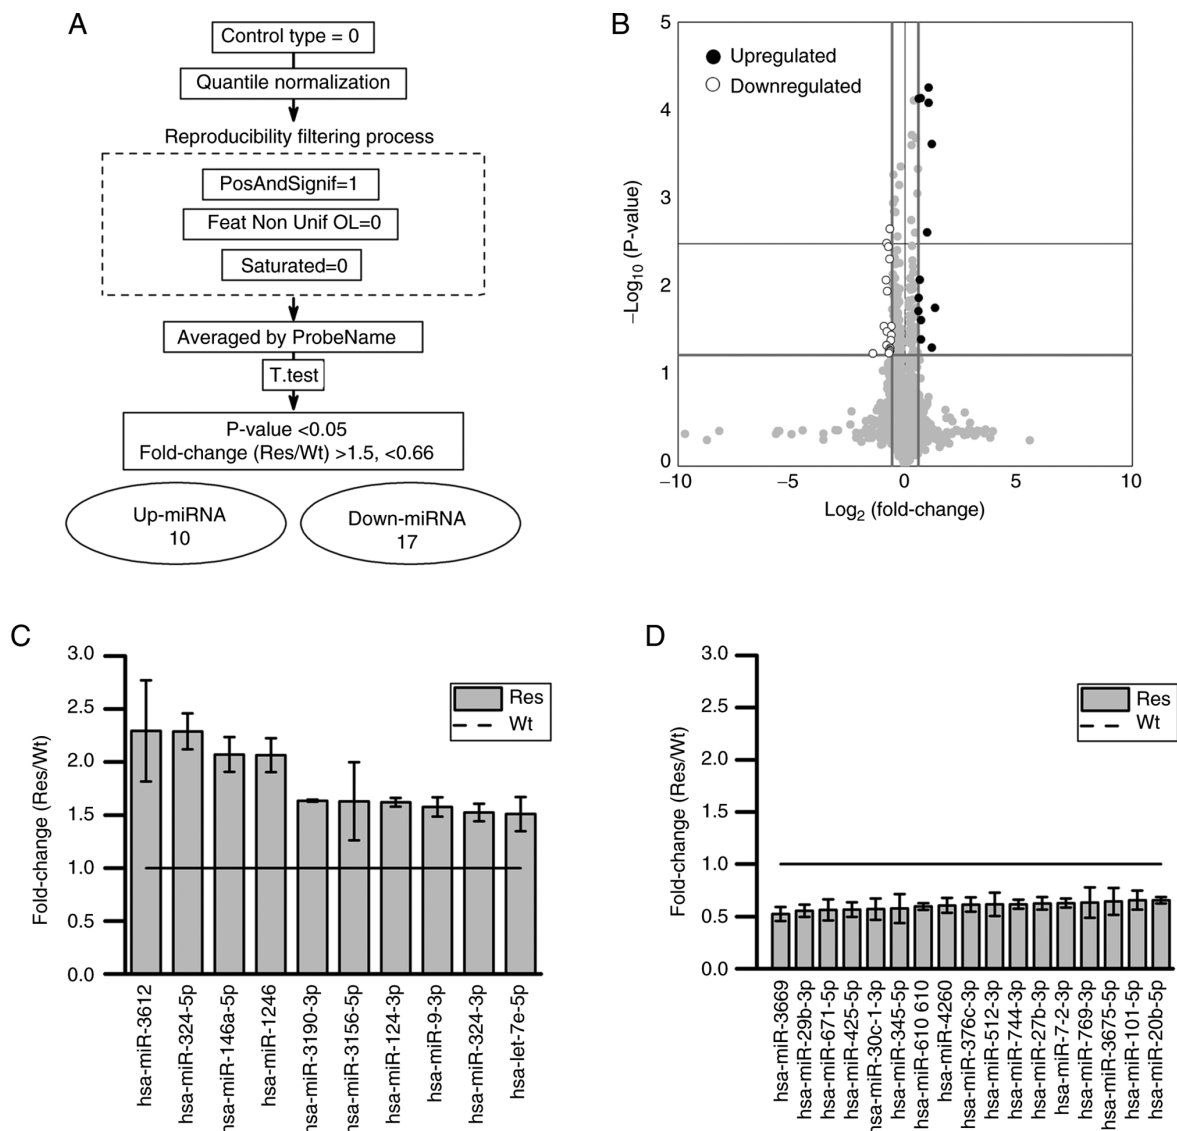 A
Control type = 0
Quantile normalization
Reproducibility filtering process
PosAndSignif=1
Feat Non Unif OL=0
Saturated=0
Averaged by ProbeName
T.test
P-value <0.05
Fold-change (Res/Wt) >1.5, <0.66
Up-miRNA
10
Down-miRNA
17
B
Upregulated
Downregulated
−Log10 (P-value)
5
4
3
2
1
0
−10
−5
0
5
10
Log2 (fold-change)
C
Fold-change (Res/Wt)
3.0
2.5
2.0
1.5
1.0
0.5
0.0
Res
Wt
hsa-miR-3612
hsa-miR-324-5p
hsa-miR-146a-5p
hsa-miR-1246
hsa-miR-3190-3p
hsa-miR-3156-5p
hsa-miR-124-3p
hsa-miR-9-3p
hsa-miR-324-3p
hsa-let-7e-5p
D
Fold-change (Res/Wt)
3.0
2.5
2.0
1.5
1.0
0.5
0.0
Res
Wt
hsa-miR-3669
hsa-miR-29b-3p
hsa-miR-671-5p
hsa-miR-425-5p
hsa-miR-30c-1-3p
hsa-miR-345-5p
hsa-miR-610 610
hsa-miR-4260
hsa-miR-376c-3p
hsa-miR-512-3p
hsa-miR-744-3p
hsa-miR-27b-3p
hsa-miR-7-2-3p
hsa-miR-769-3p
hsa-miR-3675-5p
hsa-miR-101-5p
hsa-miR-20b-5p